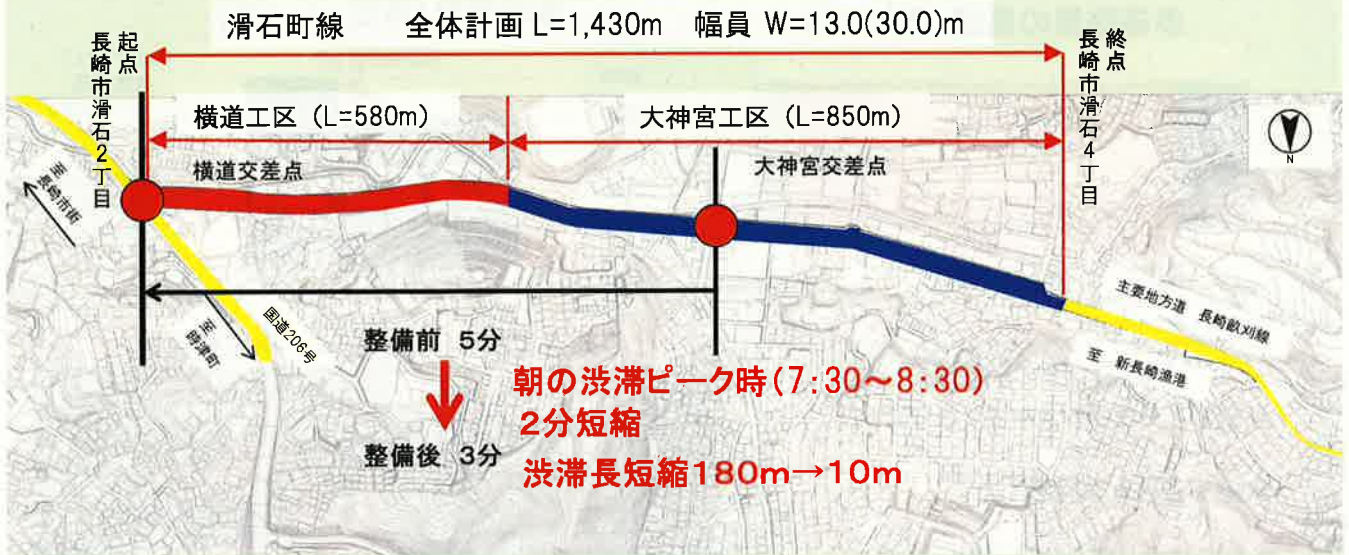 滑石町線　全体計画 L=1,430m　幅員 W=13.0(30.0)m
起点
長崎市滑石2丁目
終点
長崎市滑石4丁目
横道工区（L=580m）
大神宮工区（L=850m）
横道交差点
大神宮交差点
N
至 長崎市街
至 時津町
国道206号
主要地方道　長崎畝刈線
至　新長崎漁港
整備前 5分
整備後 3分
朝の渋滞ピーク時(7:30～8:30)
2分短縮
渋滞長短縮180m→10m